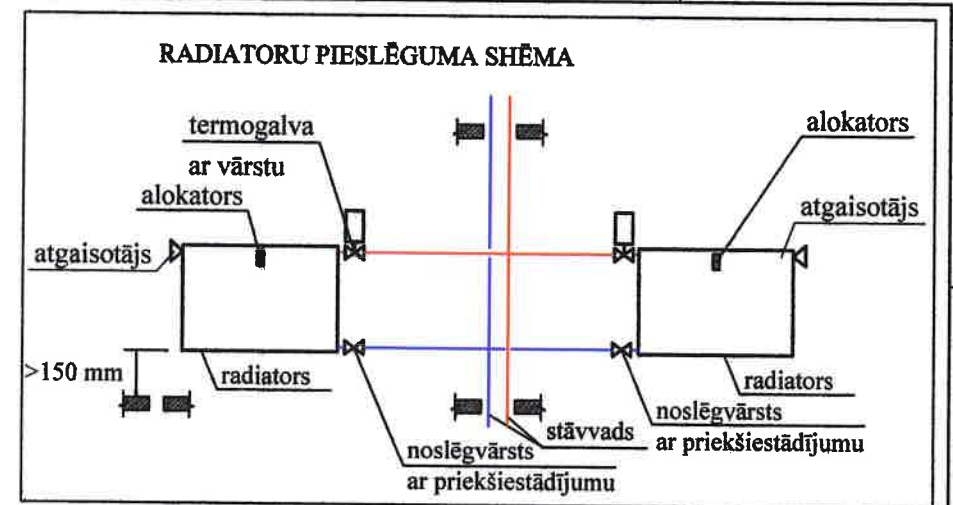 RADIATORU PIESLĒGUMA SHĒMA
termogalva
ar vārstu
alokators
atgaisotājs
alokators
atgaisotājs
>150 mm
radiators
radiators
noslēgvārsts
ar priekšiestādījumu
stāvvads
noslēgvārsts
ar priekšiestādījumu